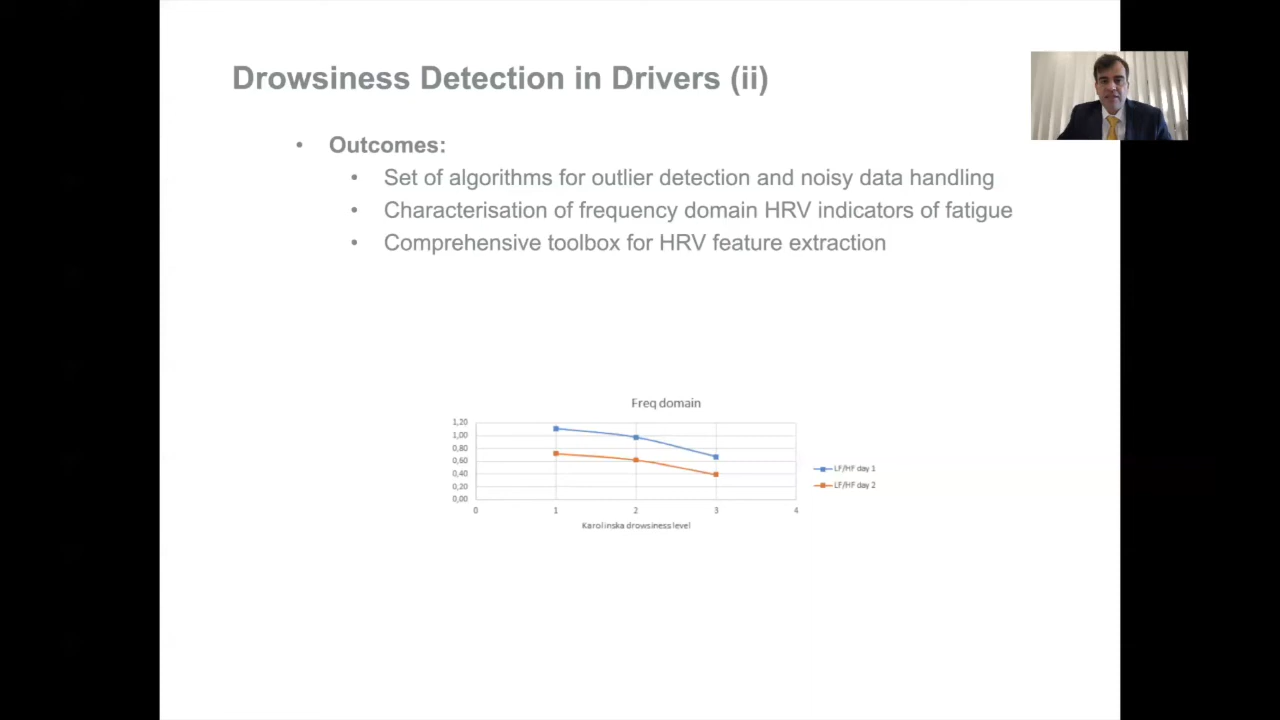 Drowsiness Detection in Drivers (ii)
• Outcomes:
• Set of algorithms for outlier detection and noisy data handling
• Characterisation of frequency domain HRV indicators of fatigue
• Comprehensive toolbox for HRV feature extraction
Freq domain
1,20
1,00
0,80
0,60
0,40
0,20
0,00
0 1 2 3 4
Karolinska drowsiness level
LF/HF day 1
LF/HF day 2